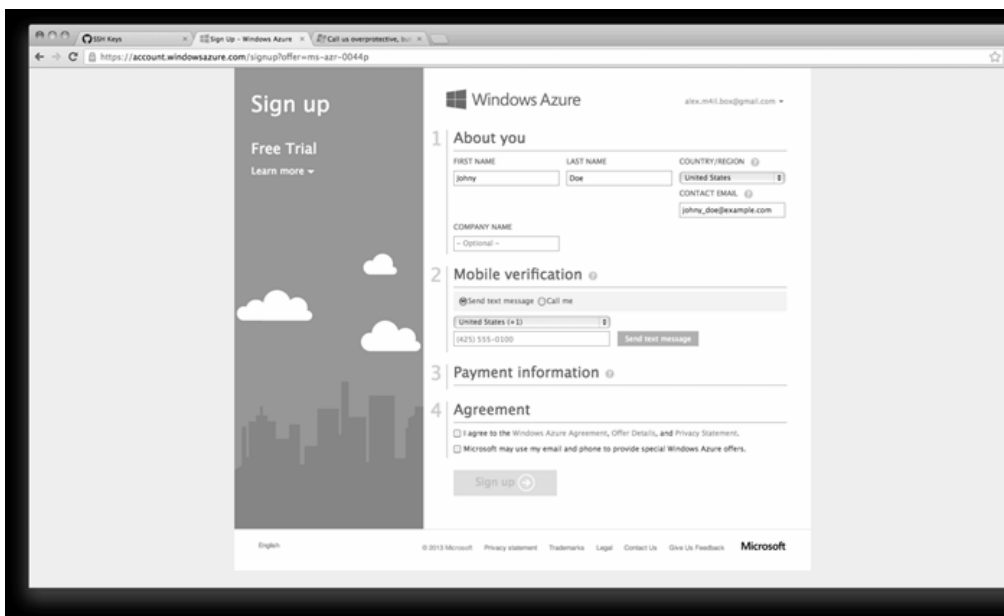 SSH Keys
Sign Up - Windows Azure
Call us overprotective, bu
https://account.windowsazure.com/signup?offer=ms-azr-0044p
Sign up
Free Trial
Learn more
Windows Azure
alex.m4il.box@gmail.com
1 About you
FIRST NAME LAST NAME COUNTRY/REGION
Johny Doe United States
CONTACT EMAIL
johny_doe@example.com
COMPANY NAME
- Optional -
2 Mobile verification
Send text message Call me
United States (+1)
(425) 555-0100 Send text message
3 Payment information
4 Agreement
I agree to the Windows Azure Agreement, Offer Details, and Privacy Statement.
Microsoft may use my email and phone to provide special Windows Azure offers.
Sign up
English © 2013 Microsoft Privacy statement Trademarks Legal Contact Us Give Us Feedback Microsoft